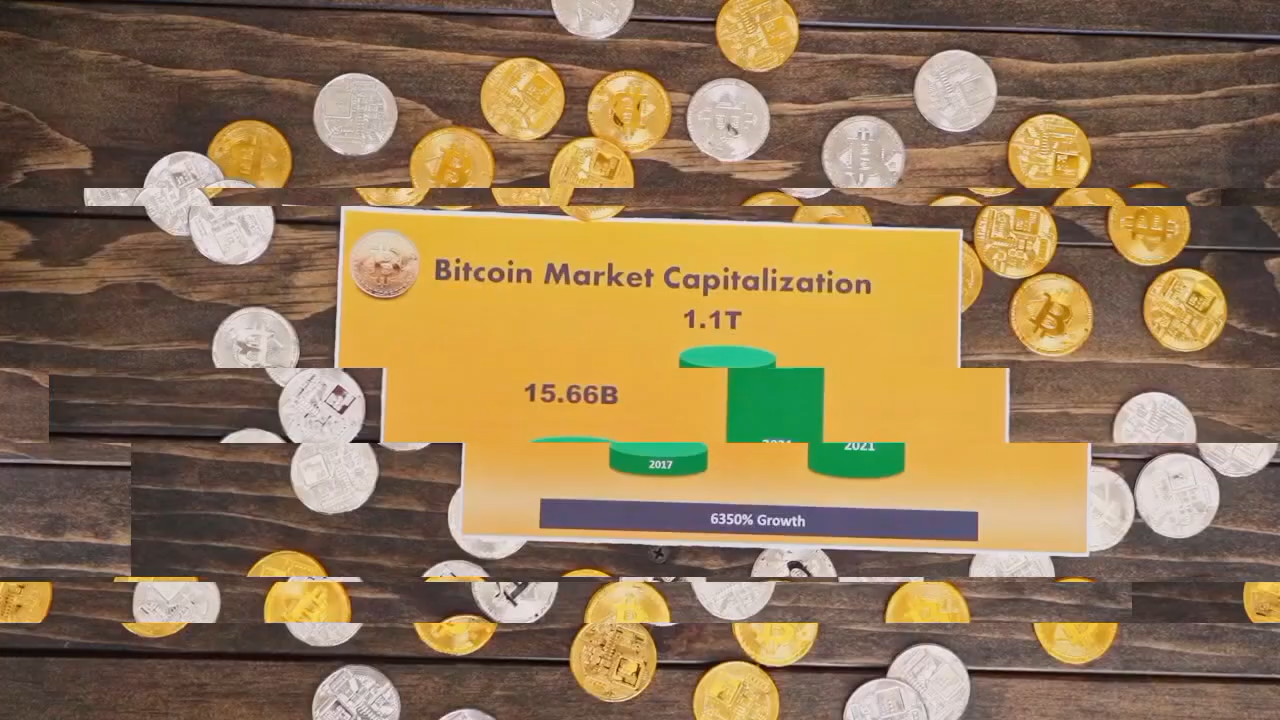 Bitcoin Market Capitalization
1.1T
15.66B
2021
2017
6350% Growth